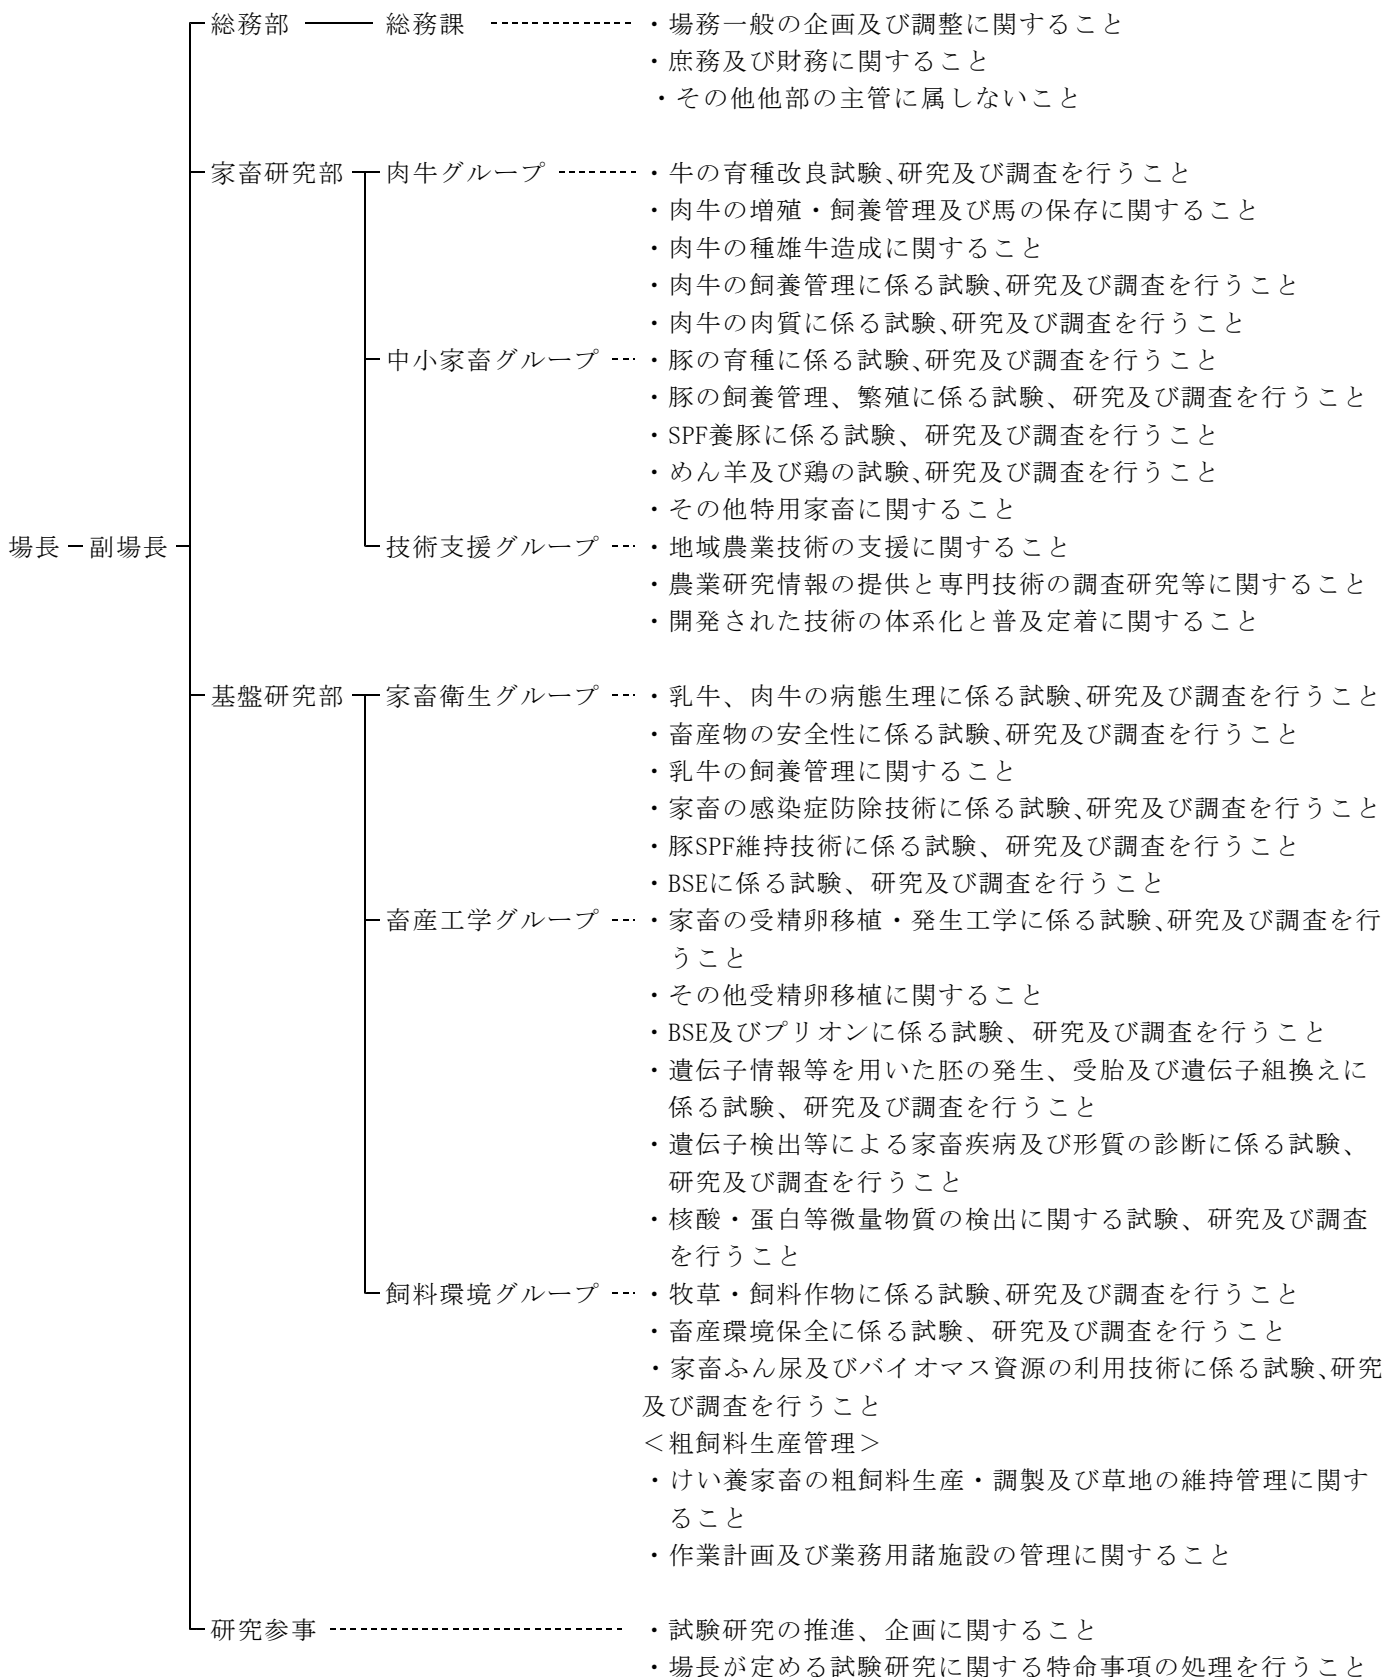 総務部 総務課 ・場務一般の企画及び調整に関すること
・庶務及び財務に関すること
・その他他部の主管に属しないこと
家畜研究部 肉牛グループ ・牛の育種改良試験、研究及び調査を行うこと
・肉牛の増殖・飼養管理及び馬の保存に関すること
・肉牛の種雄牛造成に関すること
・肉牛の飼養管理に係る試験、研究及び調査を行うこと
・肉牛の肉質に係る試験、研究及び調査を行うこと
中小家畜グループ ・豚の育種に係る試験、研究及び調査を行うこと
・豚の飼養管理、繁殖に係る試験、研究及び調査を行うこと
・SPF養豚に係る試験、研究及び調査を行うこと
・めん羊及び鶏の試験、研究及び調査を行うこと
・その他特用家畜に関すること
場長 副場長 技術支援グループ ・地域農業技術の支援に関すること
・農業研究情報の提供と専門技術の調査研究等に関すること
・開発された技術の体系化と普及定着に関すること
基盤研究部 家畜衛生グループ ・乳牛、肉牛の病態生理に係る試験、研究及び調査を行うこと
・畜産物の安全性に係る試験、研究及び調査を行うこと
・乳牛の飼養管理に関すること
・家畜の感染症防除技術に係る試験、研究及び調査を行うこと
・豚SPF維持技術に係る試験、研究及び調査を行うこと
・BSEに係る試験、研究及び調査を行うこと
畜産工学グループ ・家畜の受精卵移植・発生工学に係る試験、研究及び調査を行
うこと
・その他受精卵移植に関すること
・BSE及びプリオンに係る試験、研究及び調査を行うこと
・遺伝子情報等を用いた胚の発生、受胎及び遺伝子組換えに
係る試験、研究及び調査を行うこと
・遺伝子検出等による家畜疾病及び形質の診断に係る試験、
研究及び調査を行うこと
・核酸・蛋白等微量物質の検出に関する試験、研究及び調査
を行うこと
飼料環境グループ ・牧草・飼料作物に係る試験、研究及び調査を行うこと
・畜産環境保全に係る試験、研究及び調査を行うこと
・家畜ふん尿及びバイオマス資源の利用技術に係る試験、研究
及び調査を行うこと
＜粗飼料生産管理＞
・けい養家畜の粗飼料生産・調製及び草地の維持管理に関す
ること
・作業計画及び業務用諸施設の管理に関すること
研究参事 ・試験研究の推進、企画に関すること
・場長が定める試験研究に関する特命事項の処理を行うこと